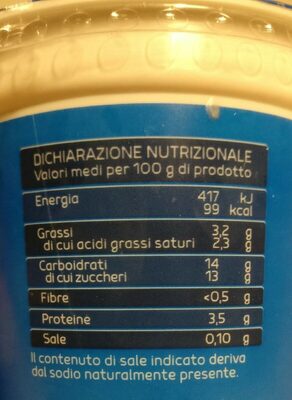 DICHIARAZIONE NUTRIZIONALE
Valori medi per 100 g di prodotto
Energia 417 kJ
99 kcal
Grassi 3,2 g
di cui acidi grassi saturi 2,3 g
Carboidrati 14 g
di cui zuccheri 13 g
Fibre <0,5 g
Proteine 3,5 g
Sale 0,10 g
Il contenuto di sale indicato deriva
dal sodio naturalmente presente.